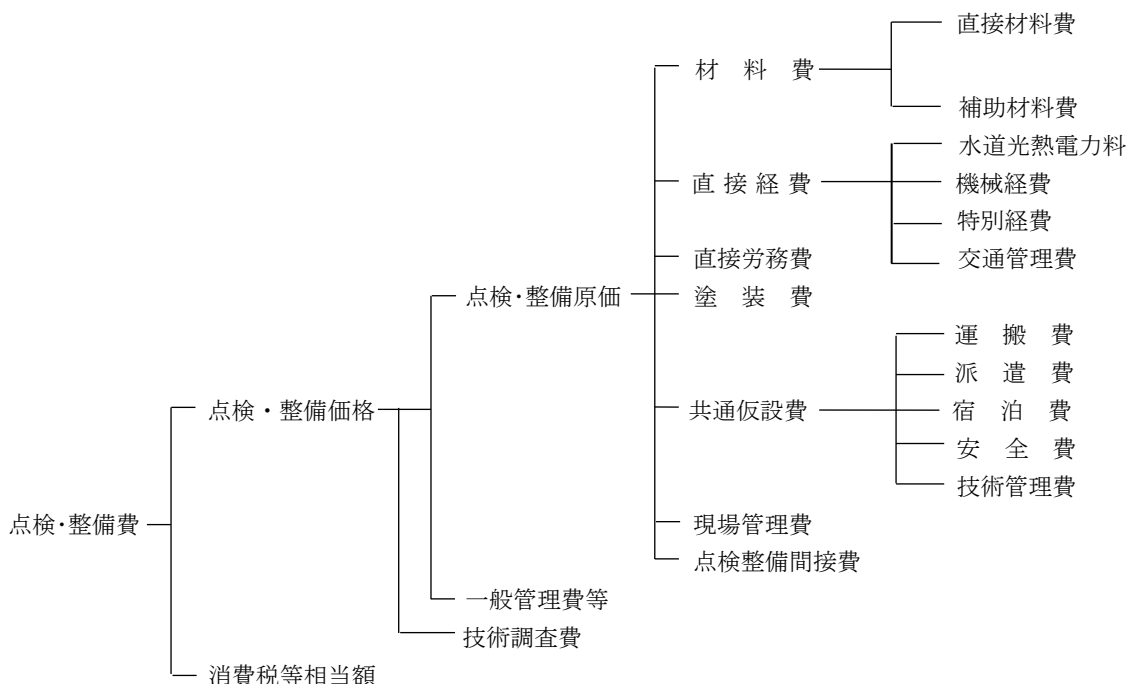 直接材料費
材　料　費
補助材料費
水道光熱電力料
直 接 経 費
機械経費
特別経費
直接労務費
交通管理費
点検・整備原価
塗　装　費
運　搬　費
派　遣　費
点検・整備価格
共通仮設費
宿　泊　費
安　全　費
技術管理費
点検・整備費
現場管理費
点検整備間接費
一般管理費等
技術調査費
消費税等相当額